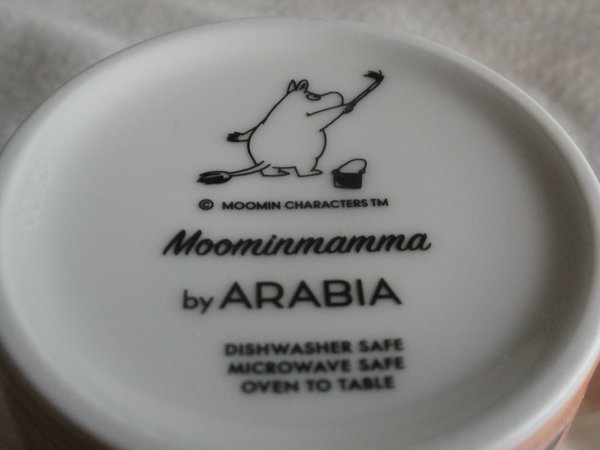 © MOOMIN CHARACTERS TM
Moominmamma
by ARABIA
DISHWASHER SAFE
MICROWAVE SAFE
OVEN TO TABLE